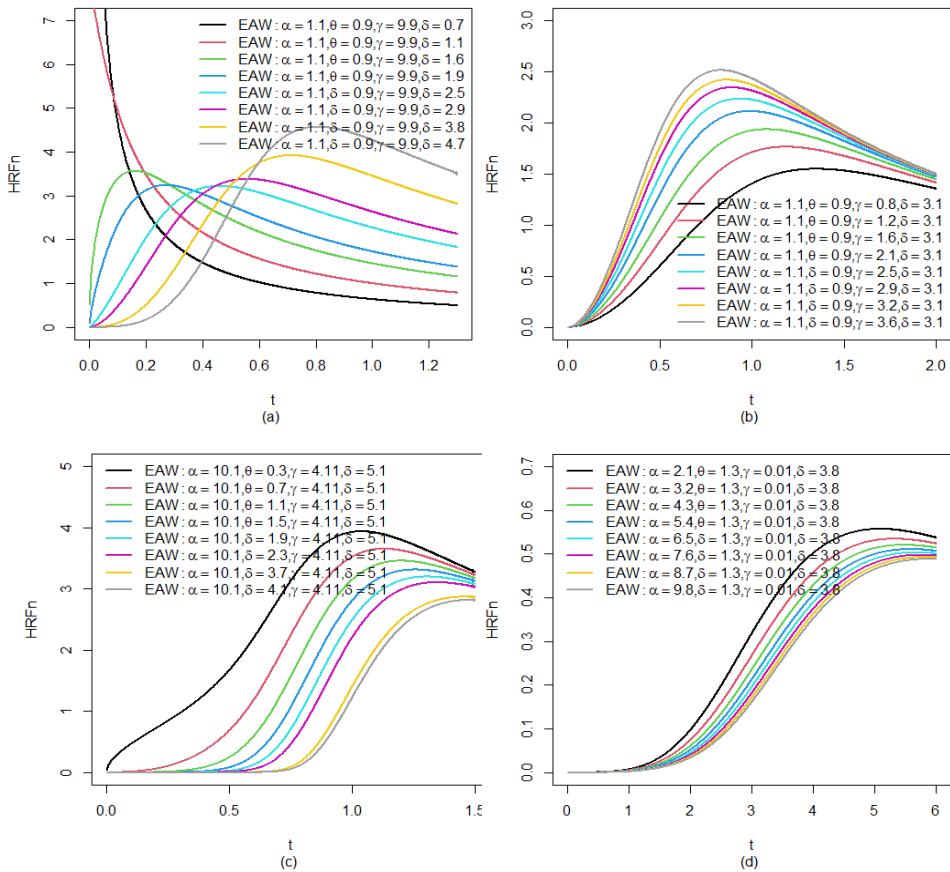 EAW : α = 1.1,θ = 0.9,γ = 9.9,δ = 0.7
EAW : α = 1.1,θ = 0.9,γ = 9.9,δ = 1.1
EAW : α = 1.1,θ = 0.9,γ = 9.9,δ = 1.6
EAW : α = 1.1,θ = 0.9,γ = 9.9,δ = 1.9
EAW : α = 1.1,δ = 0.9,γ = 9.9,δ = 2.5
EAW : α = 1.1,δ = 0.9,γ = 9.9,δ = 2.9
EAW : α = 1.1,δ = 0.9,γ = 9.9,δ = 3.8
EAW : α = 1.1,δ = 0.9,γ = 9.9,δ = 4.7
HRFn
7
6
5
4
3
2
1
0
0.0 0.2 0.4 0.6 0.8 1.0 1.2
t
(a)
HRFn
3.0
2.5
2.0
1.5
1.0
0.5
0.0
EAW : α = 1.1,θ = 0.9,γ = 0.8,δ = 3.1
EAW : α = 1.1,θ = 0.9,γ = 1.2,δ = 3.1
EAW : α = 1.1,θ = 0.9,γ = 1.6,δ = 3.1
EAW : α = 1.1,θ = 0.9,γ = 2.1,δ = 3.1
EAW : α = 1.1,δ = 0.9,γ = 2.5,δ = 3.1
EAW : α = 1.1,δ = 0.9,γ = 2.9,δ = 3.1
EAW : α = 1.1,δ = 0.9,γ = 3.2,δ = 3.1
EAW : α = 1.1,δ = 0.9,γ = 3.6,δ = 3.1
0.0 0.5 1.0 1.5 2.0
t
(b)
EAW : α = 10.1,θ = 0.3,γ = 4.11,δ = 5.1
EAW : α = 10.1,θ = 0.7,γ = 4.11,δ = 5.1
EAW : α = 10.1,θ = 1.1,γ = 4.11,δ = 5.1
EAW : α = 10.1,θ = 1.5,γ = 4.11,δ = 5.1
EAW : α = 10.1,δ = 1.9,γ = 4.11,δ = 5.1
EAW : α = 10.1,δ = 2.3,γ = 4.11,δ = 5.1
EAW : α = 10.1,δ = 3.7,γ = 4.11,δ = 5.1
EAW : α = 10.1,δ = 4.1,γ = 4.11,δ = 5.1
HRFn
5
4
3
2
1
0
0.0 0.5 1.0 1.5
t
(c)
EAW : α = 2.1,θ = 1.3,γ = 0.01,δ = 3.8
EAW : α = 3.2,θ = 1.3,γ = 0.01,δ = 3.8
EAW : α = 4.3,θ = 1.3,γ = 0.01,δ = 3.8
EAW : α = 5.4,θ = 1.3,γ = 0.01,δ = 3.8
EAW : α = 6.5,δ = 1.3,γ = 0.01,δ = 3.8
EAW : α = 7.6,δ = 1.3,γ = 0.01,δ = 3.8
EAW : α = 8.7,δ = 1.3,γ = 0.01,δ = 3.8
EAW : α = 9.8,δ = 1.3,γ = 0.01,δ = 3.8
HRFn
0.7
0.6
0.5
0.4
0.3
0.2
0.1
0.0
0 1 2 3 4 5 6
t
(d)